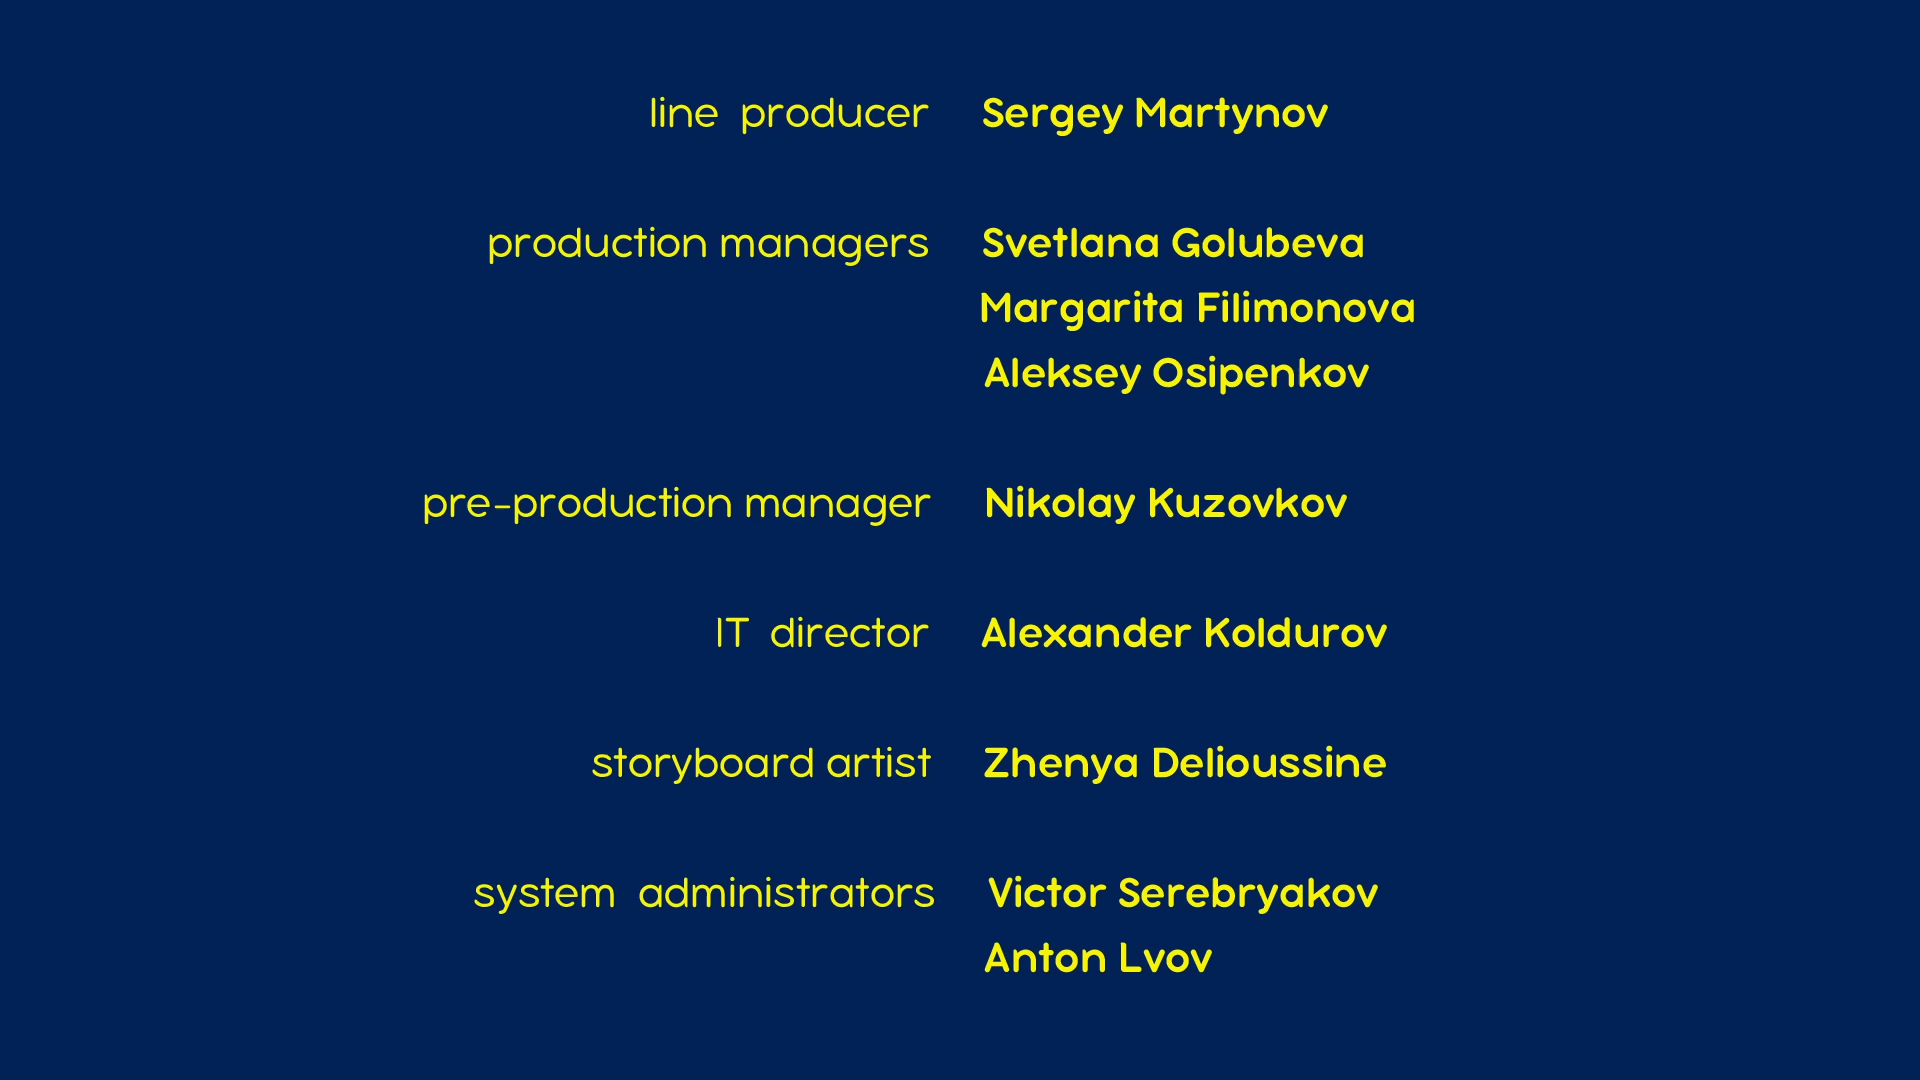 line producer Sergey Martynov
production managers Svetlana Golubeva
Margarita Filimonova
Aleksey Osipenkov
pre-production manager Nikolay Kuzovkov
IT director Alexander Koldurov
storyboard artist Zhenya Delioussine
system administrators Victor Serebryakov
Anton Lvov